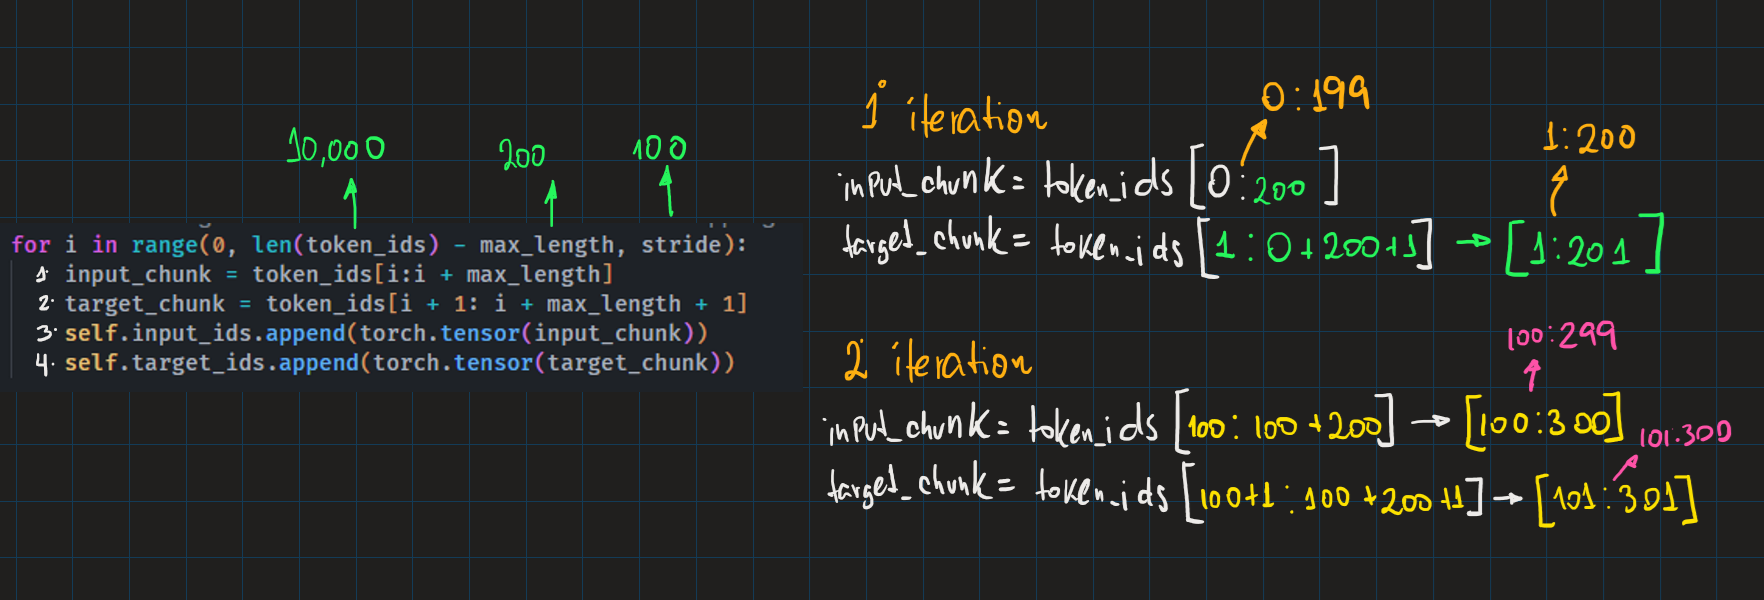 10,000 200 100
for i in range(0, len(token_ids) - max_length, stride):
1. input_chunk = token_ids[i:i + max_length]
2. target_chunk = token_ids[i + 1: i + max_length + 1]
3. self.input_ids.append(torch.tensor(input_chunk))
4. self.target_ids.append(torch.tensor(target_chunk))
1° iteration
0:199
input_chunk = token_ids [0:200]
1:200
target_chunk = token_ids [1:0+200+1] → [1:201]
2 iteration
100:299
input_chunk = token_ids [100:100+200] → [100:300]
101:300
target_chunk = token_ids [100+1:100+200+1] → [101:301]